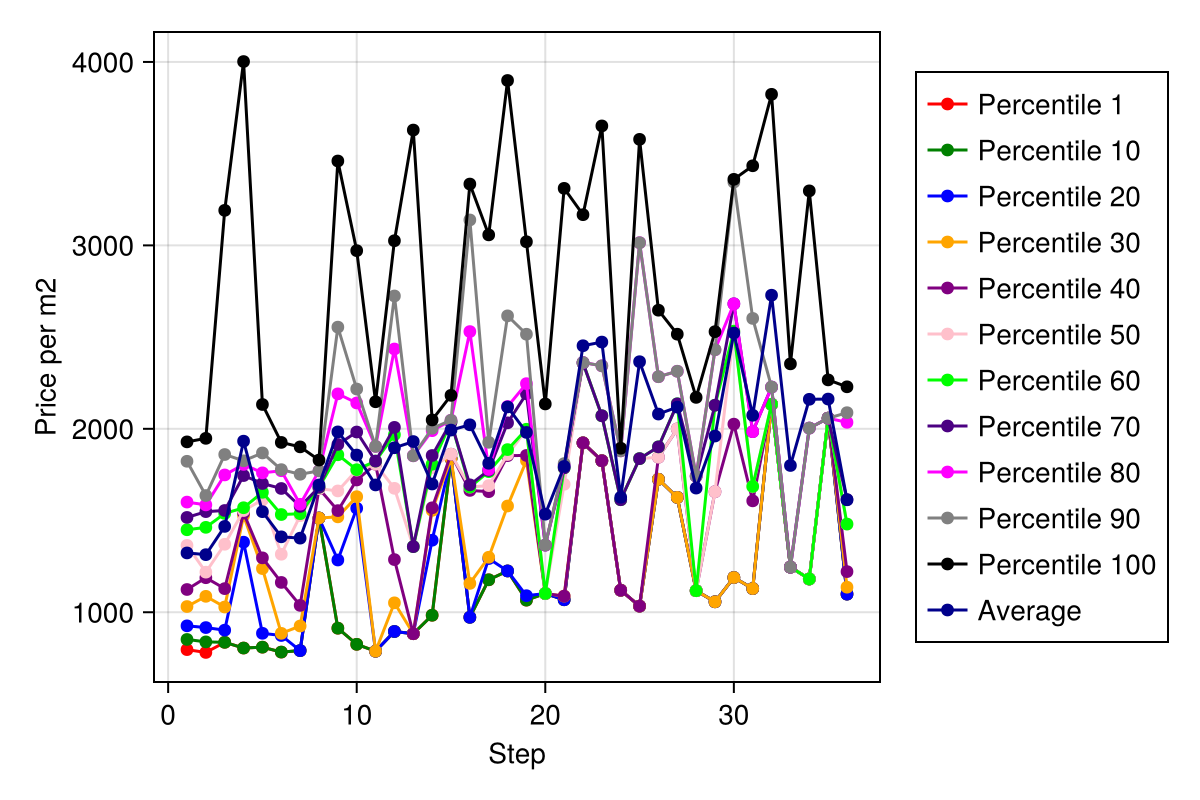 4000
3000
2000
1000
Price per m2
0 10 20 30
Step
Percentile 1
Percentile 10
Percentile 20
Percentile 30
Percentile 40
Percentile 50
Percentile 60
Percentile 70
Percentile 80
Percentile 90
Percentile 100
Average